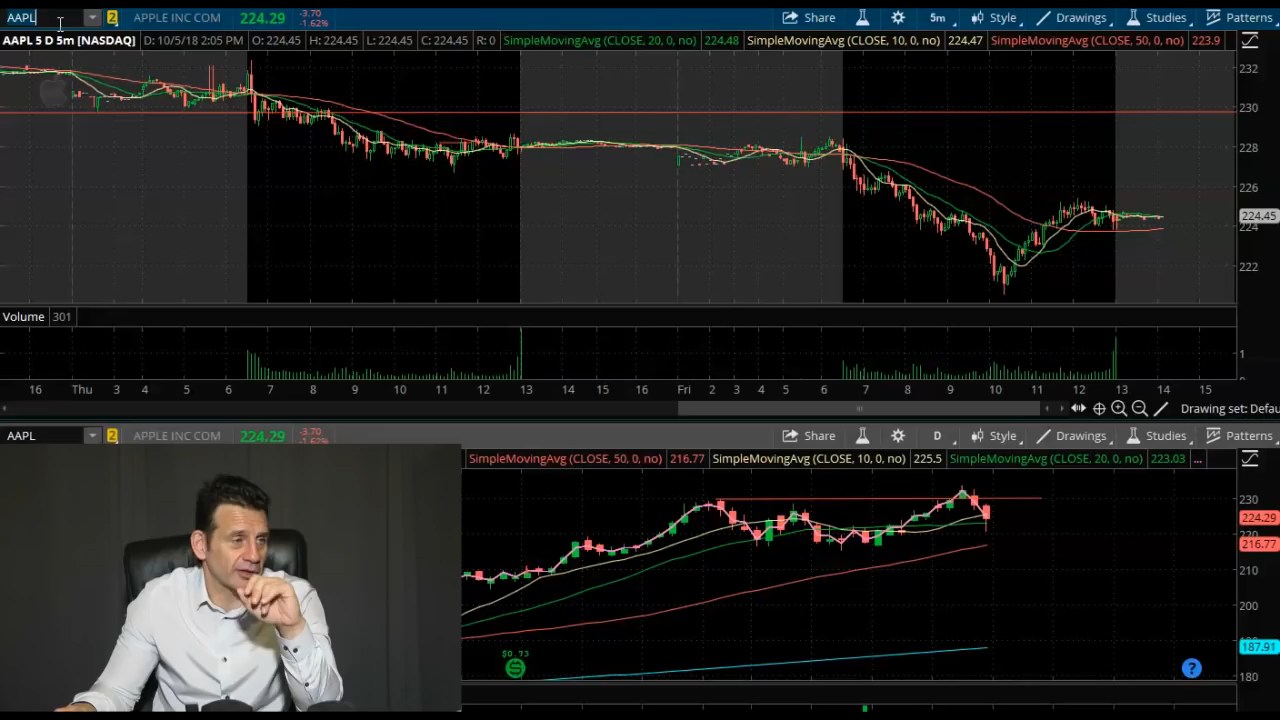 AAPL 2 APPLE INC COM 224.29 -3.70 -1.62% Share 5m Style Drawings Studies Patterns
AAPL 5 D 5m [NASDAQ] D: 10/5/18 2:05 PM O: 224.45 H: 224.45 L: 224.45 C: 224.45 R: 0 SimpleMovingAvg (CLOSE, 20, 0, no) 224.48 SimpleMovingAvg (CLOSE, 10, 0, no) 224.47 SimpleMovingAvg (CLOSE, 50, 0, no) 223.9
232
230
228
226
224.45
224
222
Volume 301
1
0
16 Thu 3 4 5 6 7 8 9 10 11 12 13 14 15 16 Fri 2 3 4 5 6 7 8 9 10 11 12 13 14 15
Drawing set: Defau
AAPL 2 APPLE INC COM 224.29 -3.70 -1.62% Share D Style Drawings Studies Patterns
SimpleMovingAvg (CLOSE, 50, 0, no) 216.77 SimpleMovingAvg (CLOSE, 10, 0, no) 225.5 SimpleMovingAvg (CLOSE, 20, 0, no) 223.03 ...
230
224.29
220
216.77
210
200
187.91
$0.73
180
$ ?